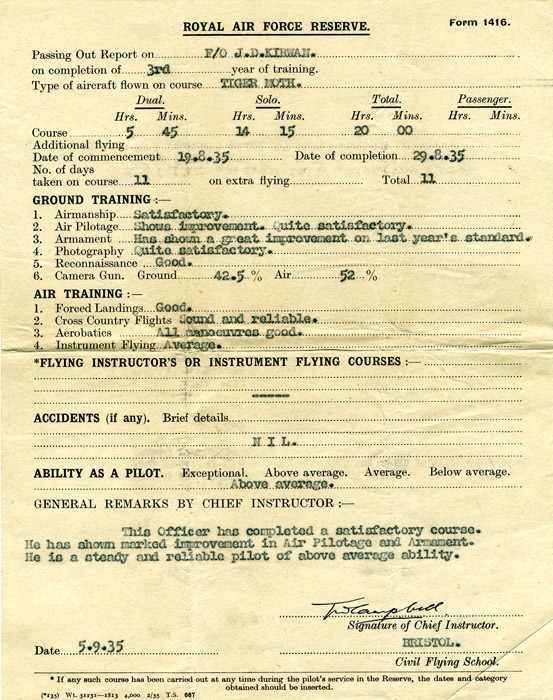 ROYAL AIR FORCE RESERVE.
Form 1416.
Passing Out Report on F/O J.D.KIRWAN.
on completion of 3rd year of training.
Type of aircraft flown on course TIGER MOTH.
Dual. Solo. Total. Passenger.
Hrs. Mins. Hrs. Mins. Hrs. Mins. Hrs. Mins.
Course 5 45 14 15 20 00
Additional flying
Date of commencement 19.8.35 Date of completion 29.8.35
No. of days
taken on course 11 on extra flying Total 11
GROUND TRAINING :—
1. Airmanship Satisfactory.
2. Air Pilotage Shows improvement. Quite satisfactory.
3. Armament Has shown a great improvement on last year's standard.
4. Photography Quite satisfactory.
5. Reconnaissance Good.
6. Camera Gun. Ground 42.5 % Air 52 %
AIR TRAINING :—
1. Forced Landings Good.
2. Cross Country Flights Sound and reliable.
3. Aerobatics All manoeuvres good.
4. Instrument Flying Average.
*FLYING INSTRUCTOR'S OR INSTRUMENT FLYING COURSES :—
-----
ACCIDENTS (if any). Brief details
N I L.
ABILITY AS A PILOT. Exceptional. Above average. Average. Below average.
Above average.
GENERAL REMARKS BY CHIEF INSTRUCTOR :—
This Officer has completed a satisfactory course.
He has shown marked improvement in Air Pilotage and Armament.
He is a steady and reliable pilot of above average ability.
Campbell
Signature of Chief Instructor.
Date 5.9.35 BRISTOL.
Civil Flying School.
* If any such course has been carried out at any time during the pilot's service in the Reserve, the dates and category
obtained should be inserted.
(*135) Wt. 31231—1813 4,000 2/35 T.S. 667